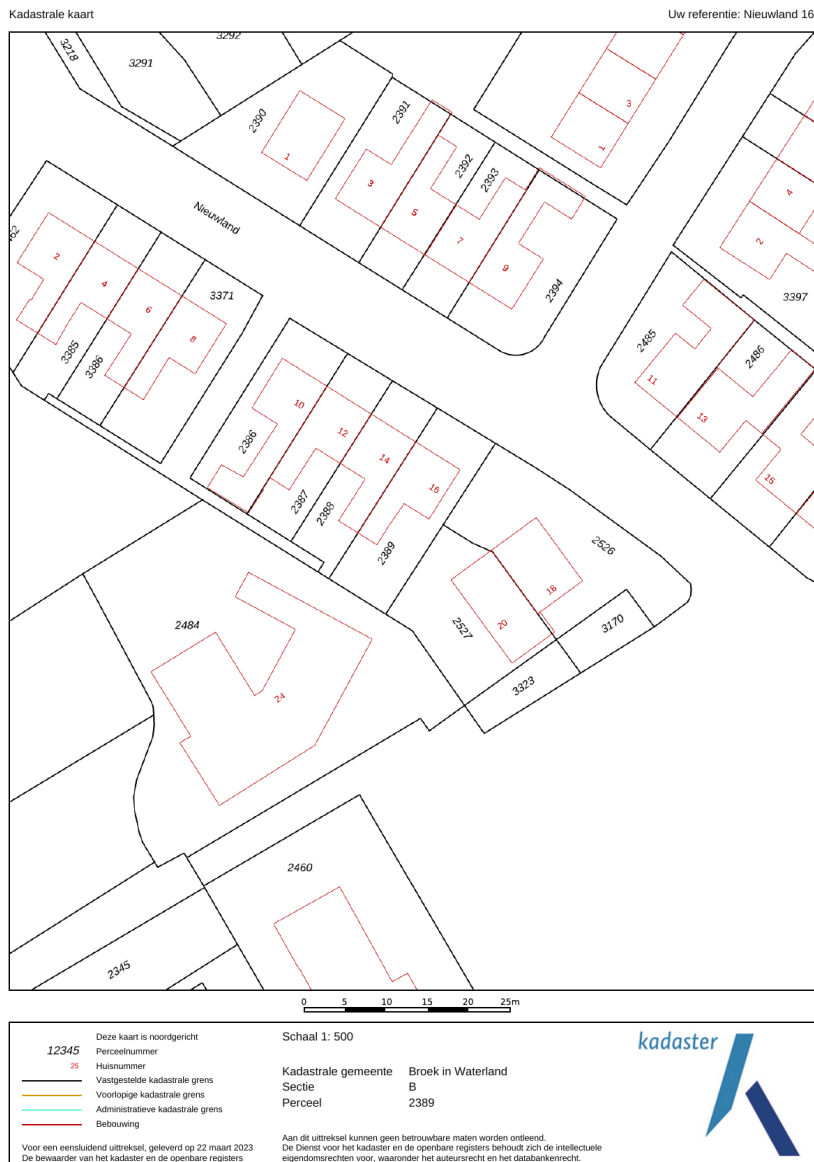 Kadastrale kaart
Uw referentie: Nieuwland 16
3218
3291
3292
2390
2391
2392
2393
2394
1
3
5
7
9
1
3
2
4
3397
Nieuwland
62
2
4
6
8
3371
3385
3386
2485
2486
11
13
15
10
12
14
16
2386
2387
2388
2389
2526
2527
18
20
3170
3323
2484
24
2460
2345
0 5 10 15 20 25m
Deze kaart is noordgericht
12345 Perceelnummer
25 Huisnummer
Vastgestelde kadastrale grens
Voorlopige kadastrale grens
Administratieve kadastrale grens
Bebouwing
Voor een eensluidend uittreksel, geleverd op 22 maart 2023
De bewaarder van het kadaster en de openbare registers
Schaal 1: 500
Kadastrale gemeente Broek in Waterland
Sectie B
Perceel 2389
Aan dit uittreksel kunnen geen betrouwbare maten worden ontleend.
De Dienst voor het kadaster en de openbare registers behoudt zich de intellectuele
eigendomsrechten voor, waaronder het auteursrecht en het databankenrecht.
kadaster